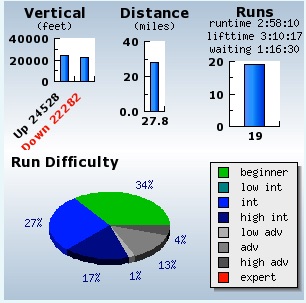 Vertical
(feet)
40000
20000
0
Up 24528
Down 22282
Distance
(miles)
40
20
0.0
27.8
Runs
runtime 2:58:10
lifttime 3:10:17
waiting 1:16:30
20
15
10
5
0
19
Run Difficulty
34%
27%
4%
13%
1%
17%
beginner
low int
int
high int
low adv
adv
high adv
expert